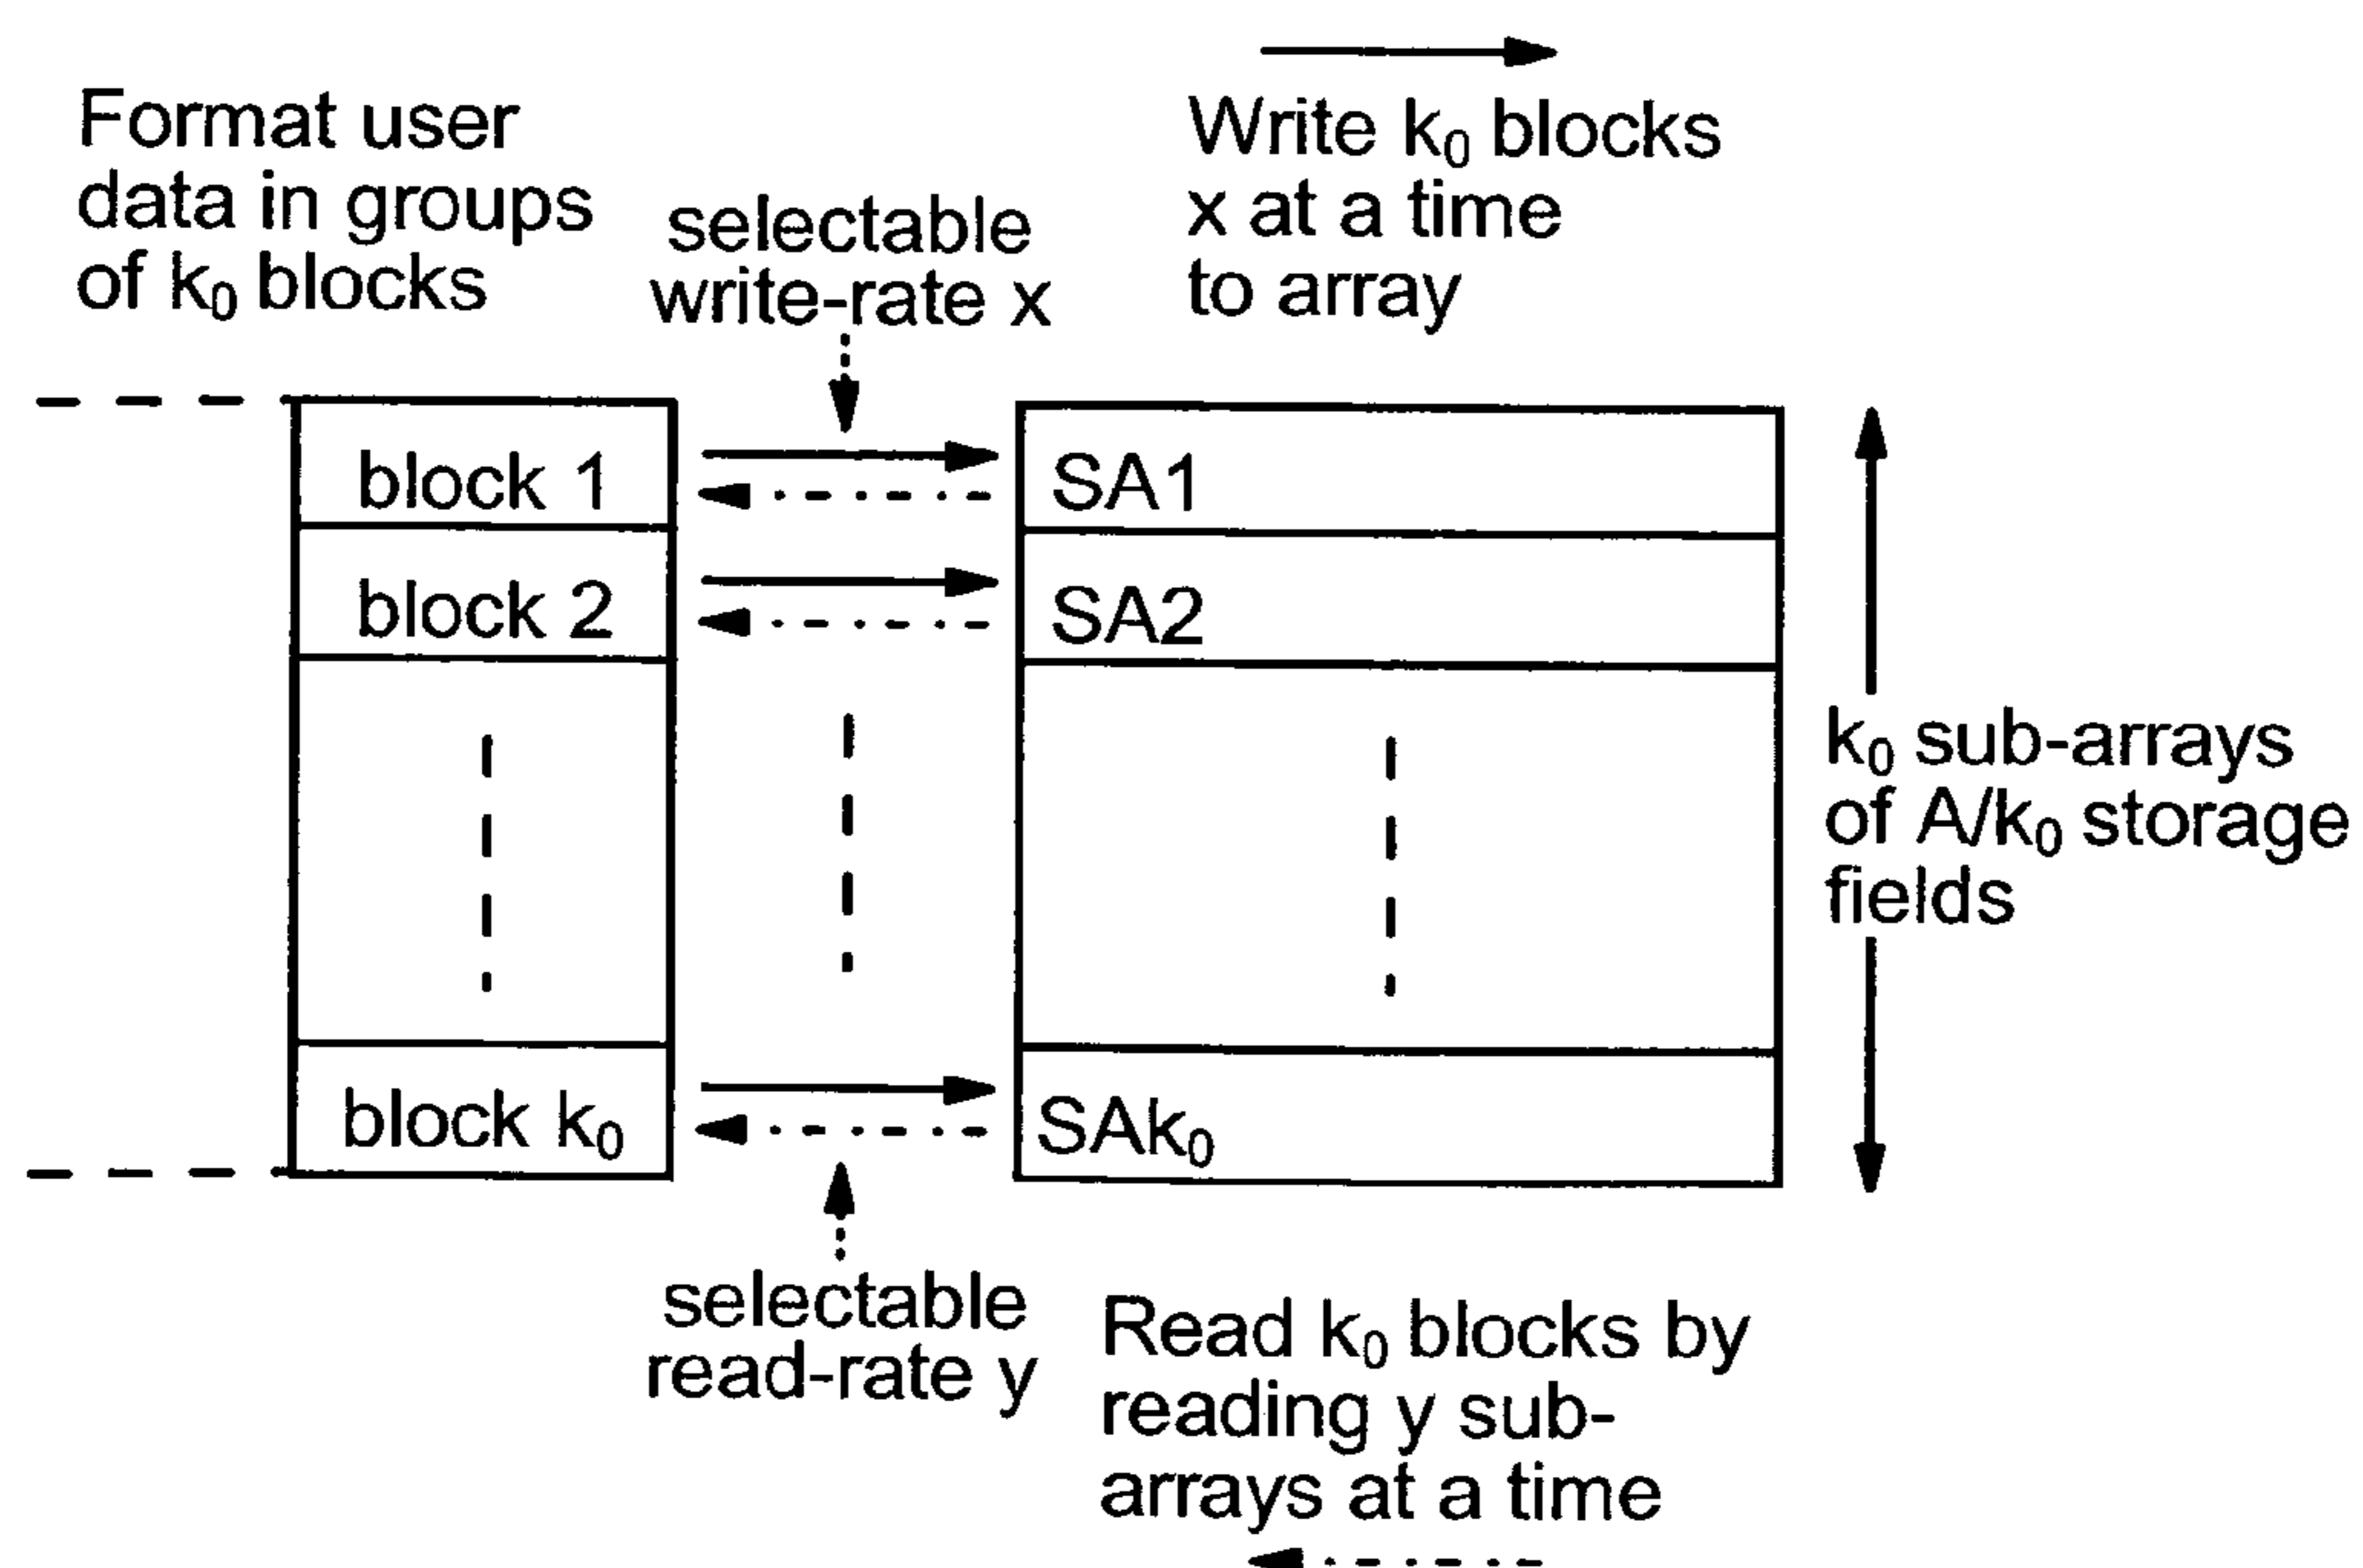 Format user
data in groups
of k₀ blocks
selectable
write-rate x
Write k₀ blocks
x at a time
to array
block 1
SA1
block 2
SA2
block k₀
SAk₀
k₀ sub-arrays
of A/k₀ storage
fields
selectable
read-rate y
Read k₀ blocks by
reading y sub-
arrays at a time